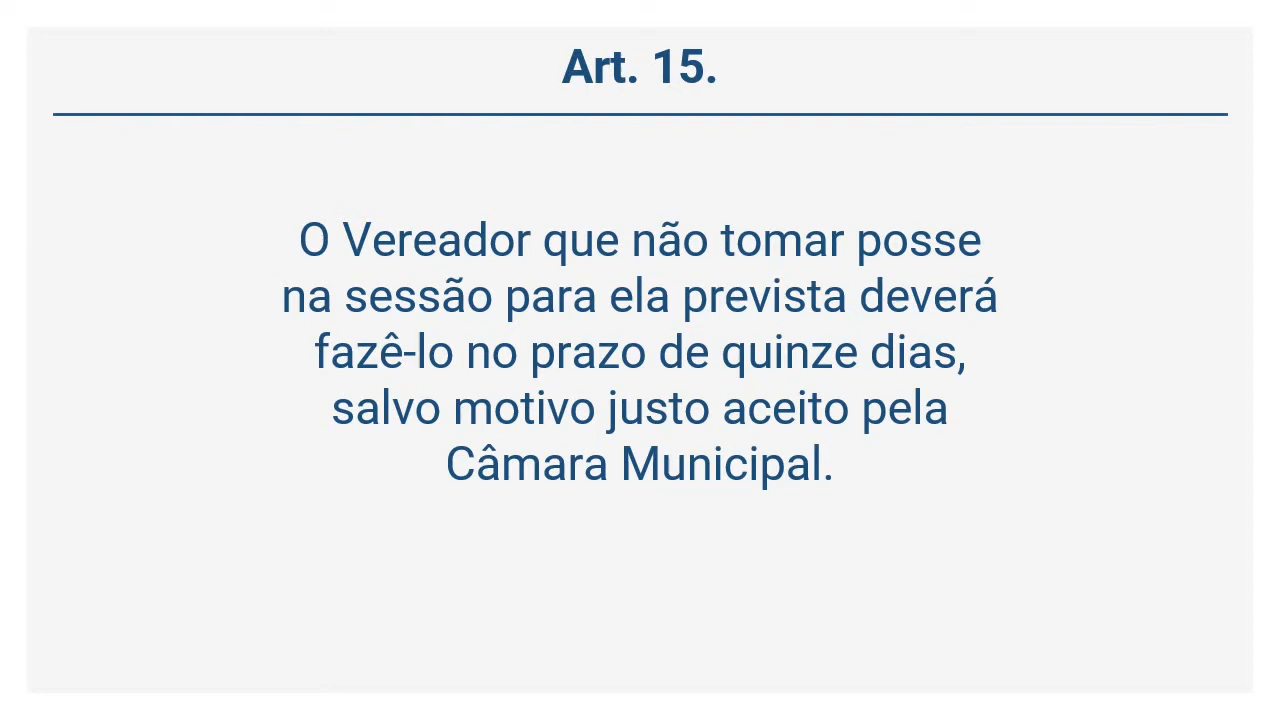 Art. 15.
O Vereador que não tomar posse
na sessão para ela prevista deverá
fazê-lo no prazo de quinze dias,
salvo motivo justo aceito pela
Câmara Municipal.